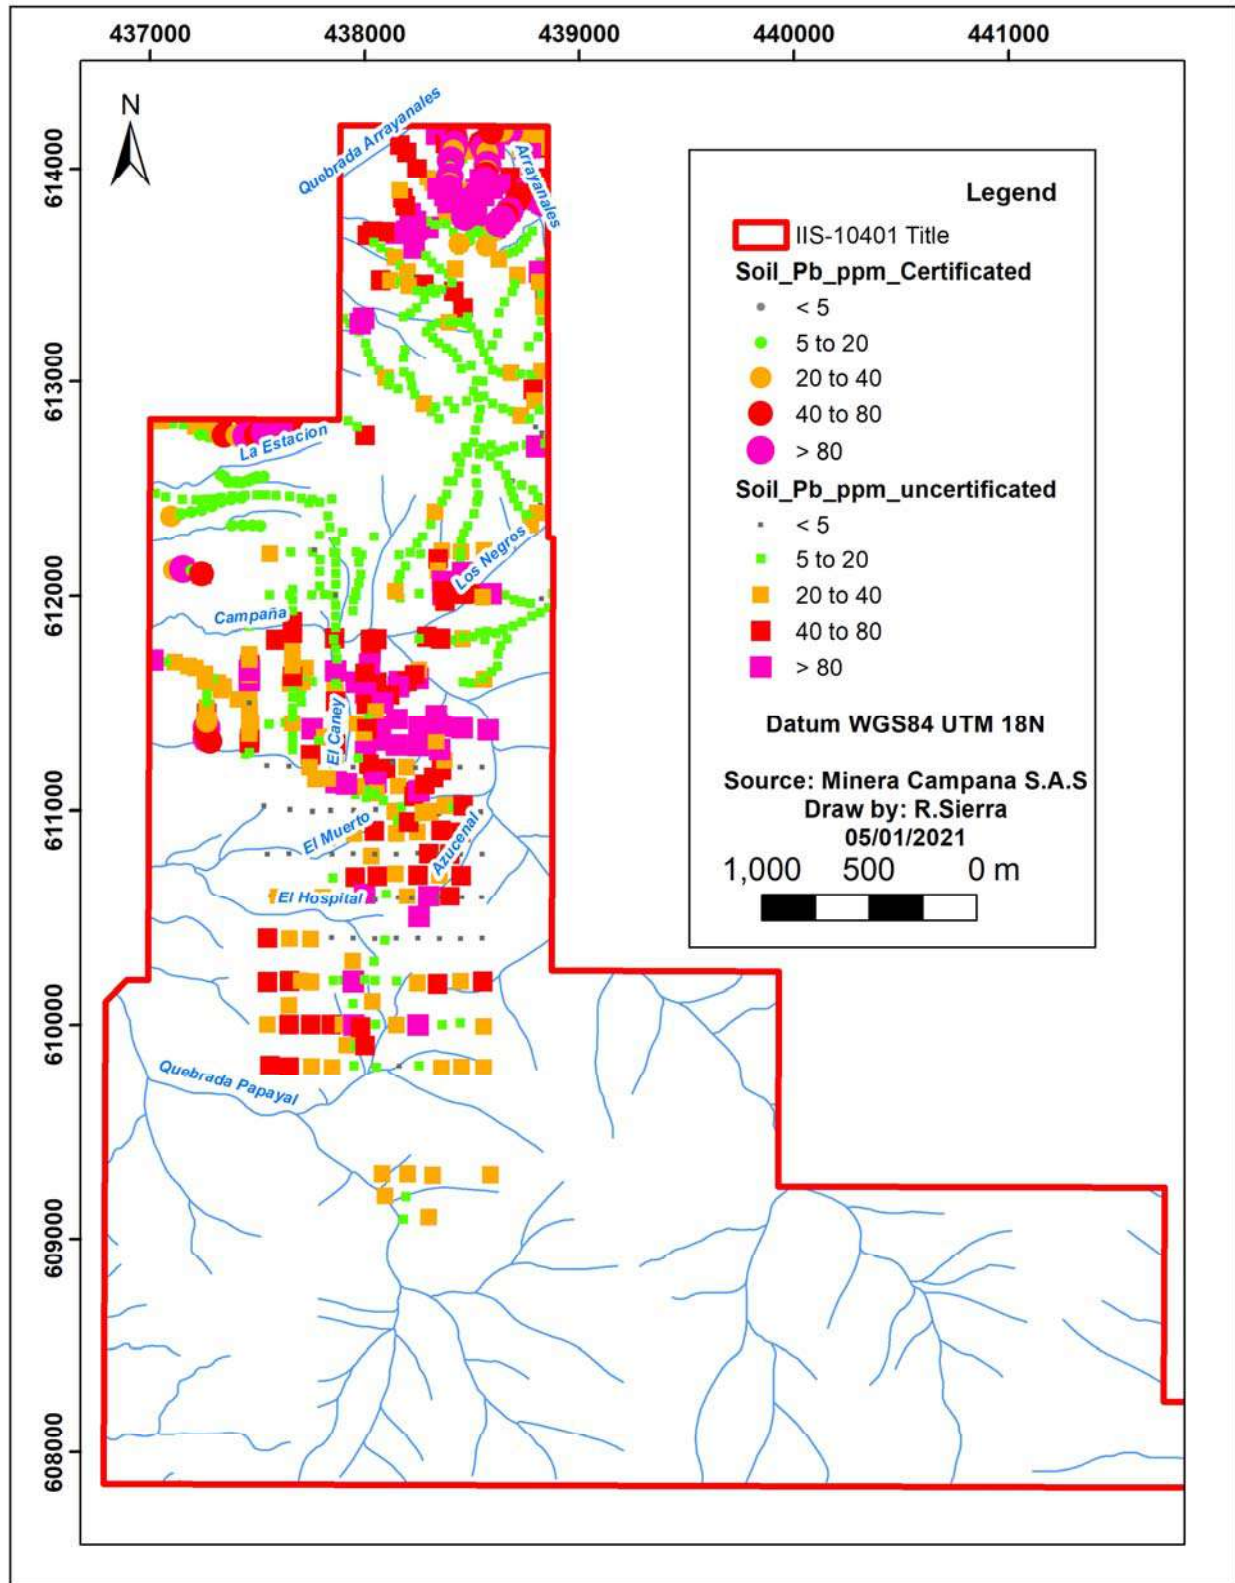 437000 438000 439000 440000 441000
N
614000
613000
612000
611000
610000
609000
608000
Quebrada Arrayanales
Arrayanales
La Estacion
Los Negros
Campaña
El Caney
El Muerto
Azucenal
El Hospital
Quebrada Papayal
Legend
IIS-10401 Title
Soil_Pb_ppm_Certificated
< 5
5 to 20
20 to 40
40 to 80
> 80
Soil_Pb_ppm_uncertificated
< 5
5 to 20
20 to 40
40 to 80
> 80
Datum WGS84 UTM 18N
Source: Minera Campana S.A.S
Draw by: R.Sierra
05/01/2021
1,000 500 0 m